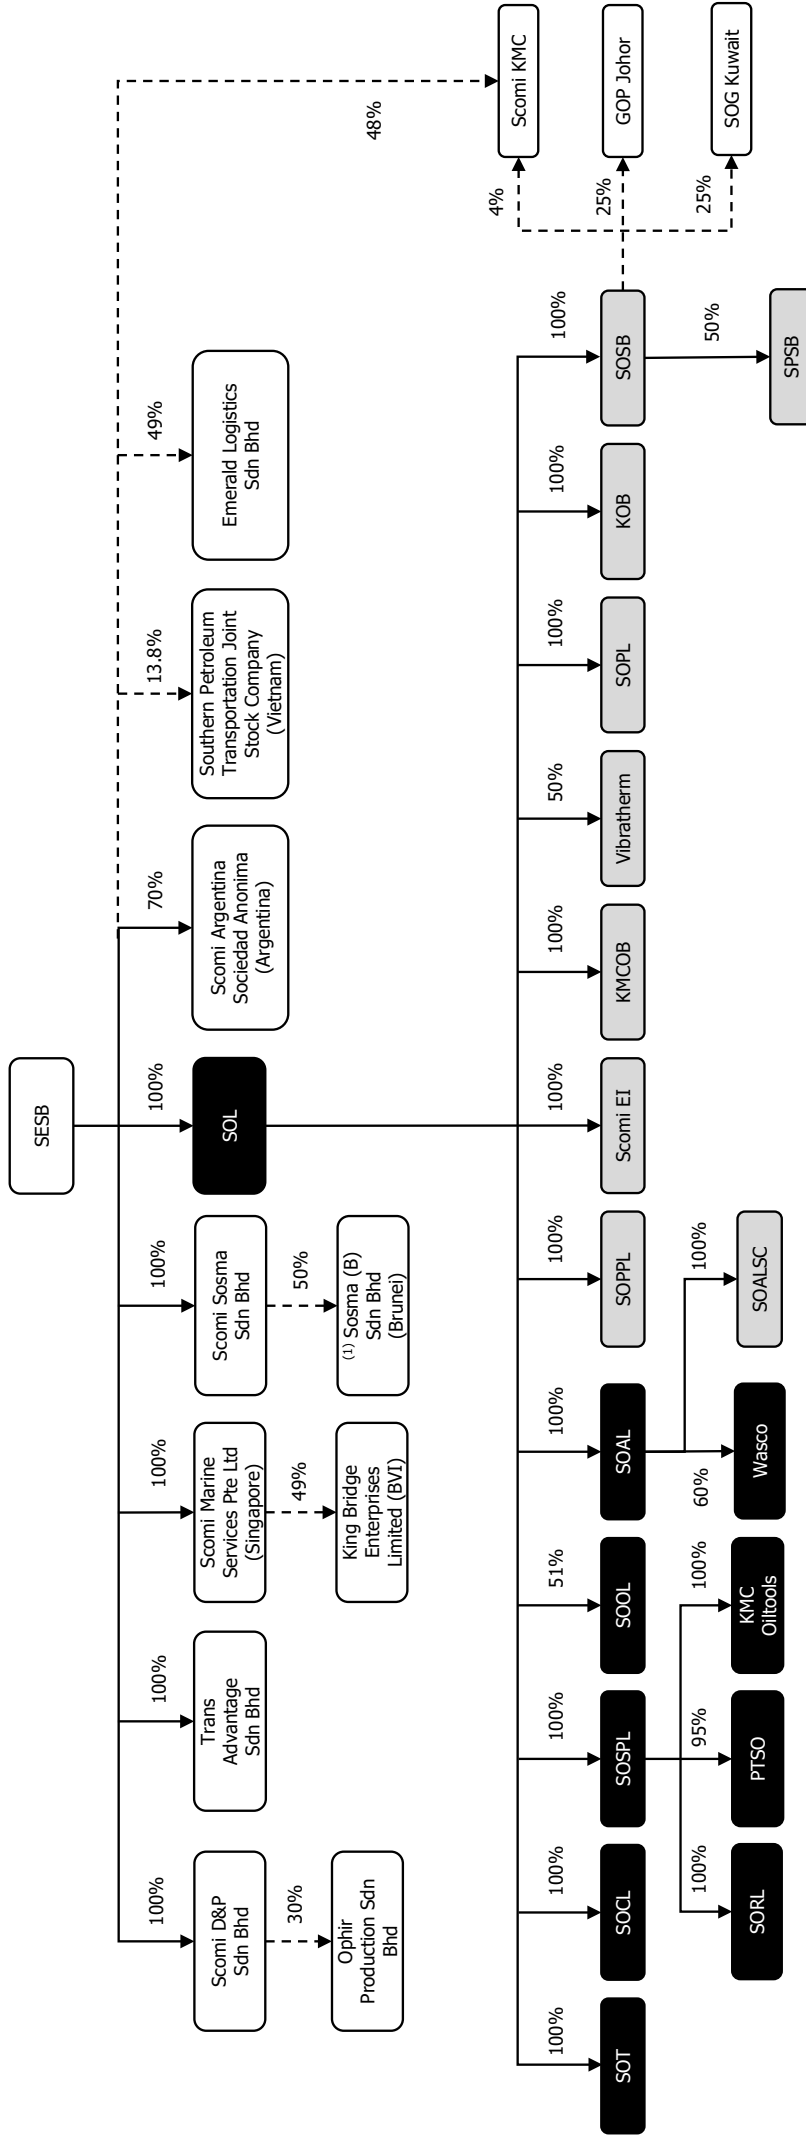 SESB
100%
100%
100%
100%
100%
70%
13.8%
49%
48%
Scomi D&P
Sdn Bhd
Trans
Advantage
Sdn Bhd
Scomi Marine
Services Pte Ltd
(Singapore)
Scomi Sosma
Sdn Bhd
SOL
Scomi Argentina
Sociedad Anonima
(Argentina)
Southern Petroleum
Transportation Joint
Stock Company
(Vietnam)
Emerald Logistics
Sdn Bhd
30%
49%
50%
Ophir
Production Sdn
Bhd
King Bridge
Enterprises
Limited (BVI)
(1) Sosma (B)
Sdn Bhd
(Brunei)
4%
Scomi KMC
25%
GOP Johor
25%
SOG Kuwait
100%
100%
100%
51%
100%
100%
100%
100%
50%
100%
100%
100%
SOT
SOCL
SOSPL
SOOL
SOAL
SOPPL
Scomi EI
KMCOB
Vibratherm
SOPL
KOB
SOSB
100%
95%
100%
60%
100%
50%
SORL
PTSO
KMC
Oiltools
Wasco
SOALSC
SPSB